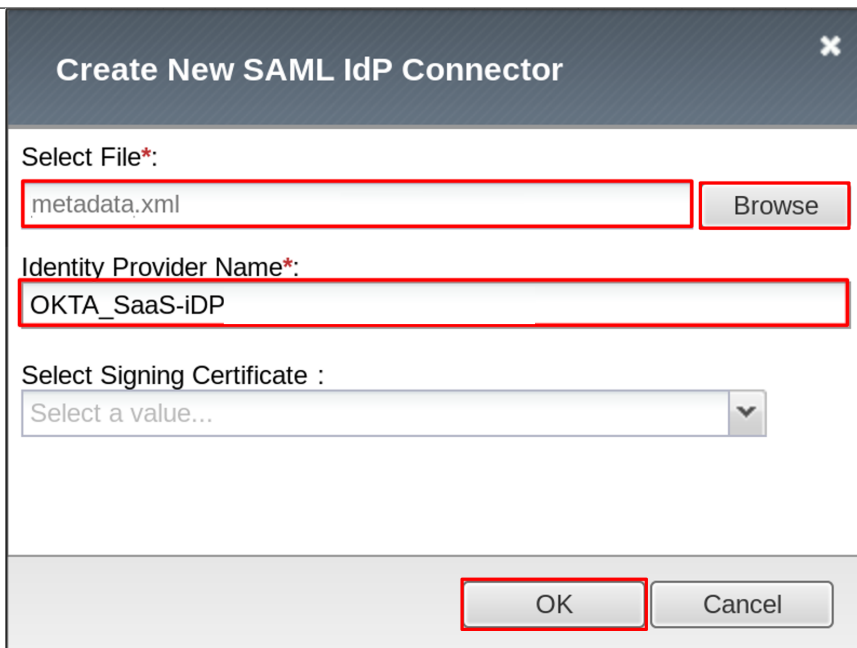 Create New SAML IdP Connector
Select File*:
metadata.xml
Browse
Identity Provider Name*:
OKTA_SaaS-iDP
Select Signing Certificate :
Select a value...
OK
Cancel